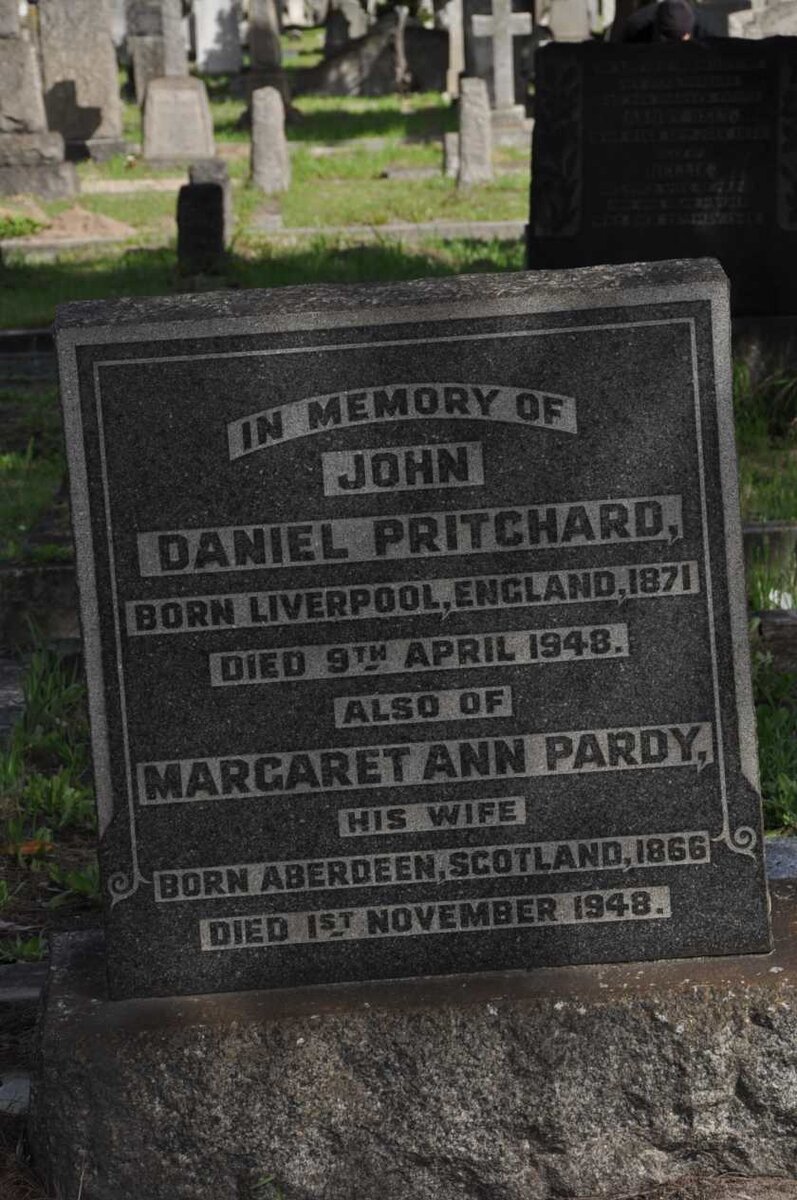 IN MEMORY OF
JOHN
DANIEL PRITCHARD,
BORN LIVERPOOL, ENGLAND, 1871
DIED 9TH APRIL 1948.
ALSO OF
MARGARET ANN PARDY,
HIS WIFE
BORN ABERDEEN, SCOTLAND, 1866
DIED 1ST NOVEMBER 1948.